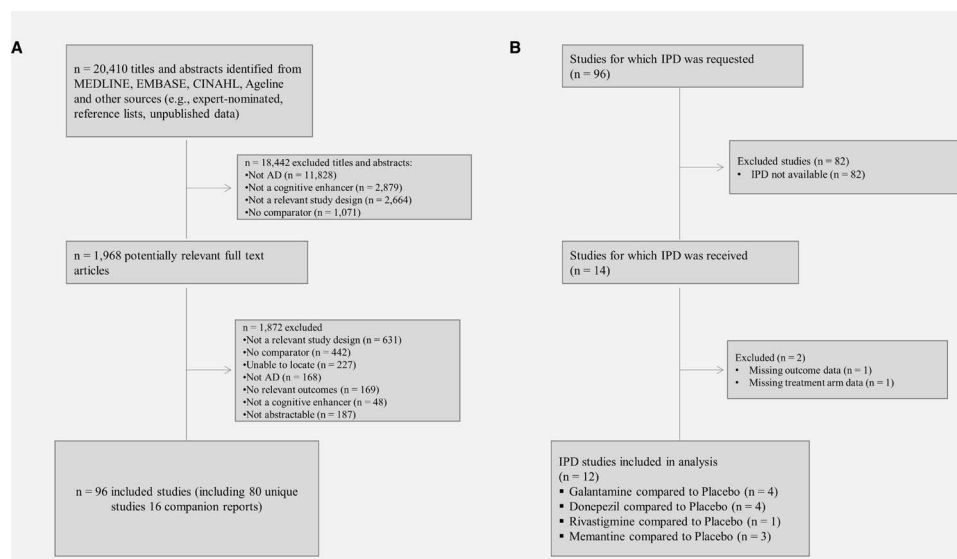 A
n = 20,410 titles and abstracts identified from
MEDLINE, EMBASE, CINAHL, Ageline
and other sources (e.g., expert-nominated,
reference lists, unpublished data)
n = 18,442 excluded titles and abstracts:
•Not AD (n = 11,828)
•Not a cognitive enhancer (n = 2,879)
•Not a relevant study design (n = 2,664)
•No comparator (n = 1,071)
n = 1,968 potentially relevant full text
articles
n = 1,872 excluded
•Not a relevant study design (n = 631)
•No comparator (n = 442)
•Unable to locate (n = 227)
•Not AD (n = 168)
•No relevant outcomes (n = 169)
•Not a cognitive enhancer (n = 48)
•Not abstractable (n = 187)
n = 96 included studies (including 80 unique
studies 16 companion reports)
B
Studies for which IPD was requested
(n = 96)
Excluded studies (n = 82)
• IPD not available (n = 82)
Studies for which IPD was received
(n = 14)
Excluded (n = 2)
• Missing outcome data (n = 1)
• Missing treatment arm data (n = 1)
IPD studies included in analysis
(n = 12)
▪ Galantamine compared to Placebo (n = 4)
▪ Donepezil compared to Placebo (n = 4)
▪ Rivastigmine compared to Placebo (n = 1)
▪ Memantine compared to Placebo (n = 3)